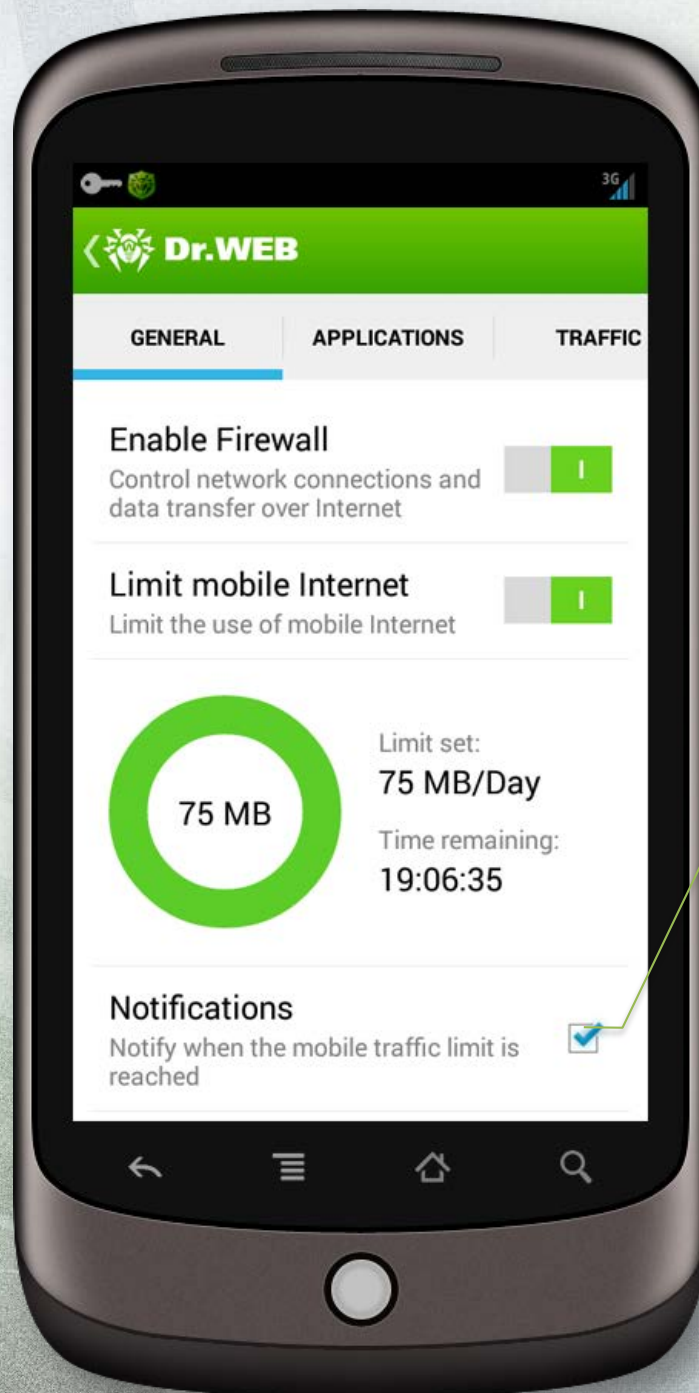 3G
Dr.WEB
GENERAL APPLICATIONS TRAFFIC
Enable Firewall
Control network connections and
data transfer over Internet
Limit mobile Internet
Limit the use of mobile Internet
75 MB
Limit set:
75 MB/Day
Time remaining:
19:06:35
Notifications
Notify when the mobile traffic limit is
reached